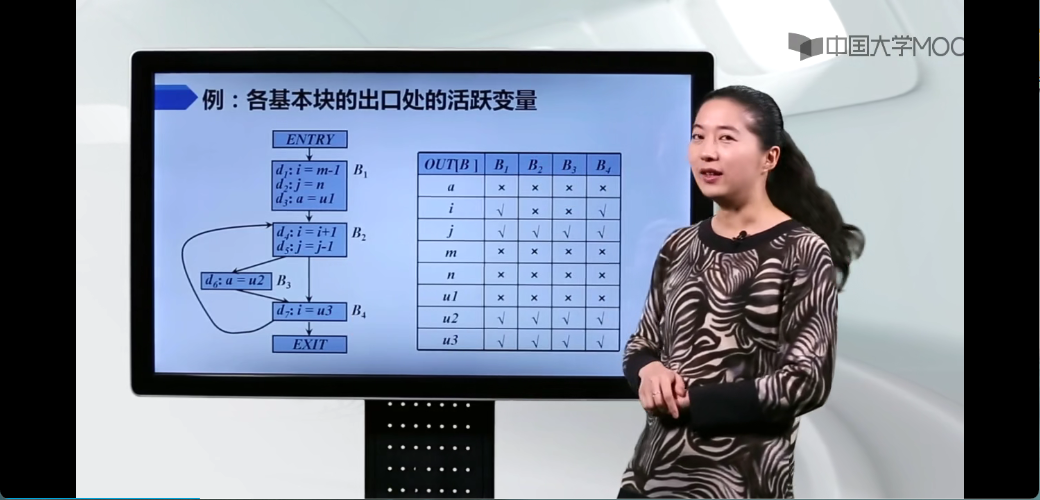 中国大学MOO
例：各基本块的出口处的活跃变量
ENTRY
d1: i = m-1 B1
d2: j = n
d3: a = u1
d4: i = i+1 B2
d5: j = j-1
d6: a = u2 B3
d7: i = u3 B4
EXIT
OUT[B] B1 B2 B3 B4
a × × × ×
i √ × × √
j √ √ √ √
m × × × ×
n × × × ×
u1 × × × ×
u2 √ √ √ √
u3 √ √ √ √